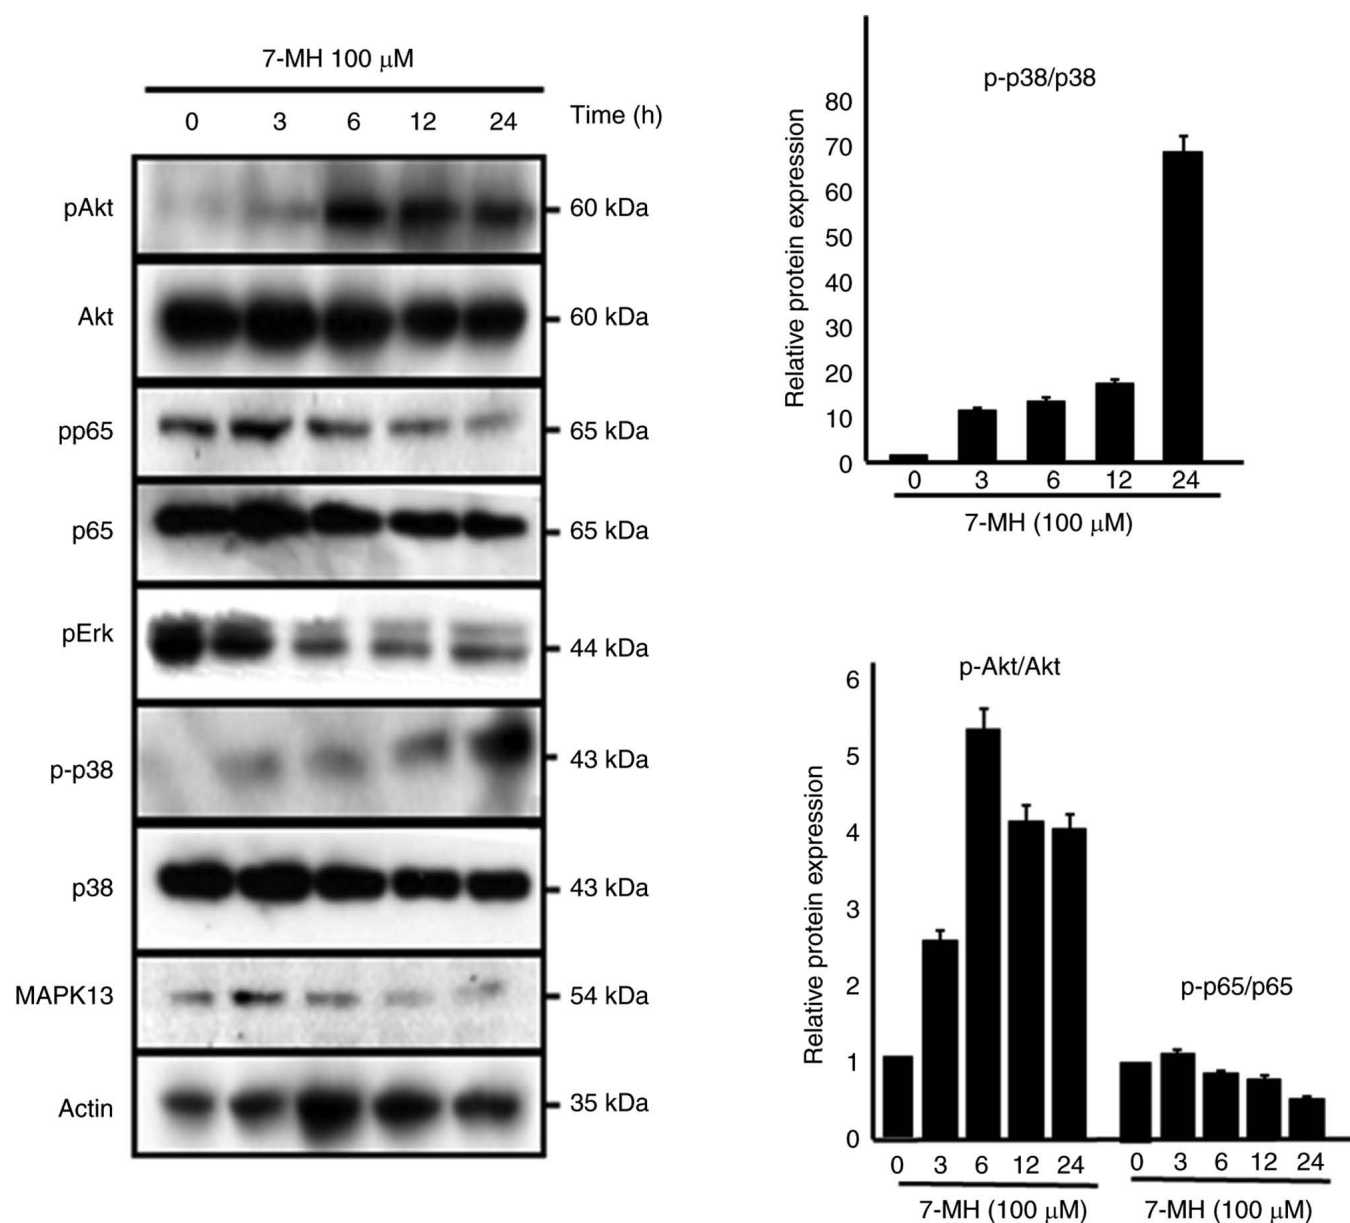 7-MH 100 μM
0 3 6 12 24 Time (h)
pAkt 60 kDa
Akt 60 kDa
pp65 65 kDa
p65 65 kDa
pErk 44 kDa
p-p38 43 kDa
p38 43 kDa
MAPK13 54 kDa
Actin 35 kDa
p-p38/p38
Relative protein expression
80
70
60
50
40
30
20
10
0
0 3 6 12 24
7-MH (100 μM)
p-Akt/Akt
Relative protein expression
6
5
4
3
2
1
0
0 3 6 12 24
7-MH (100 μM)
p-p65/p65
0 3 6 12 24
7-MH (100 μM)